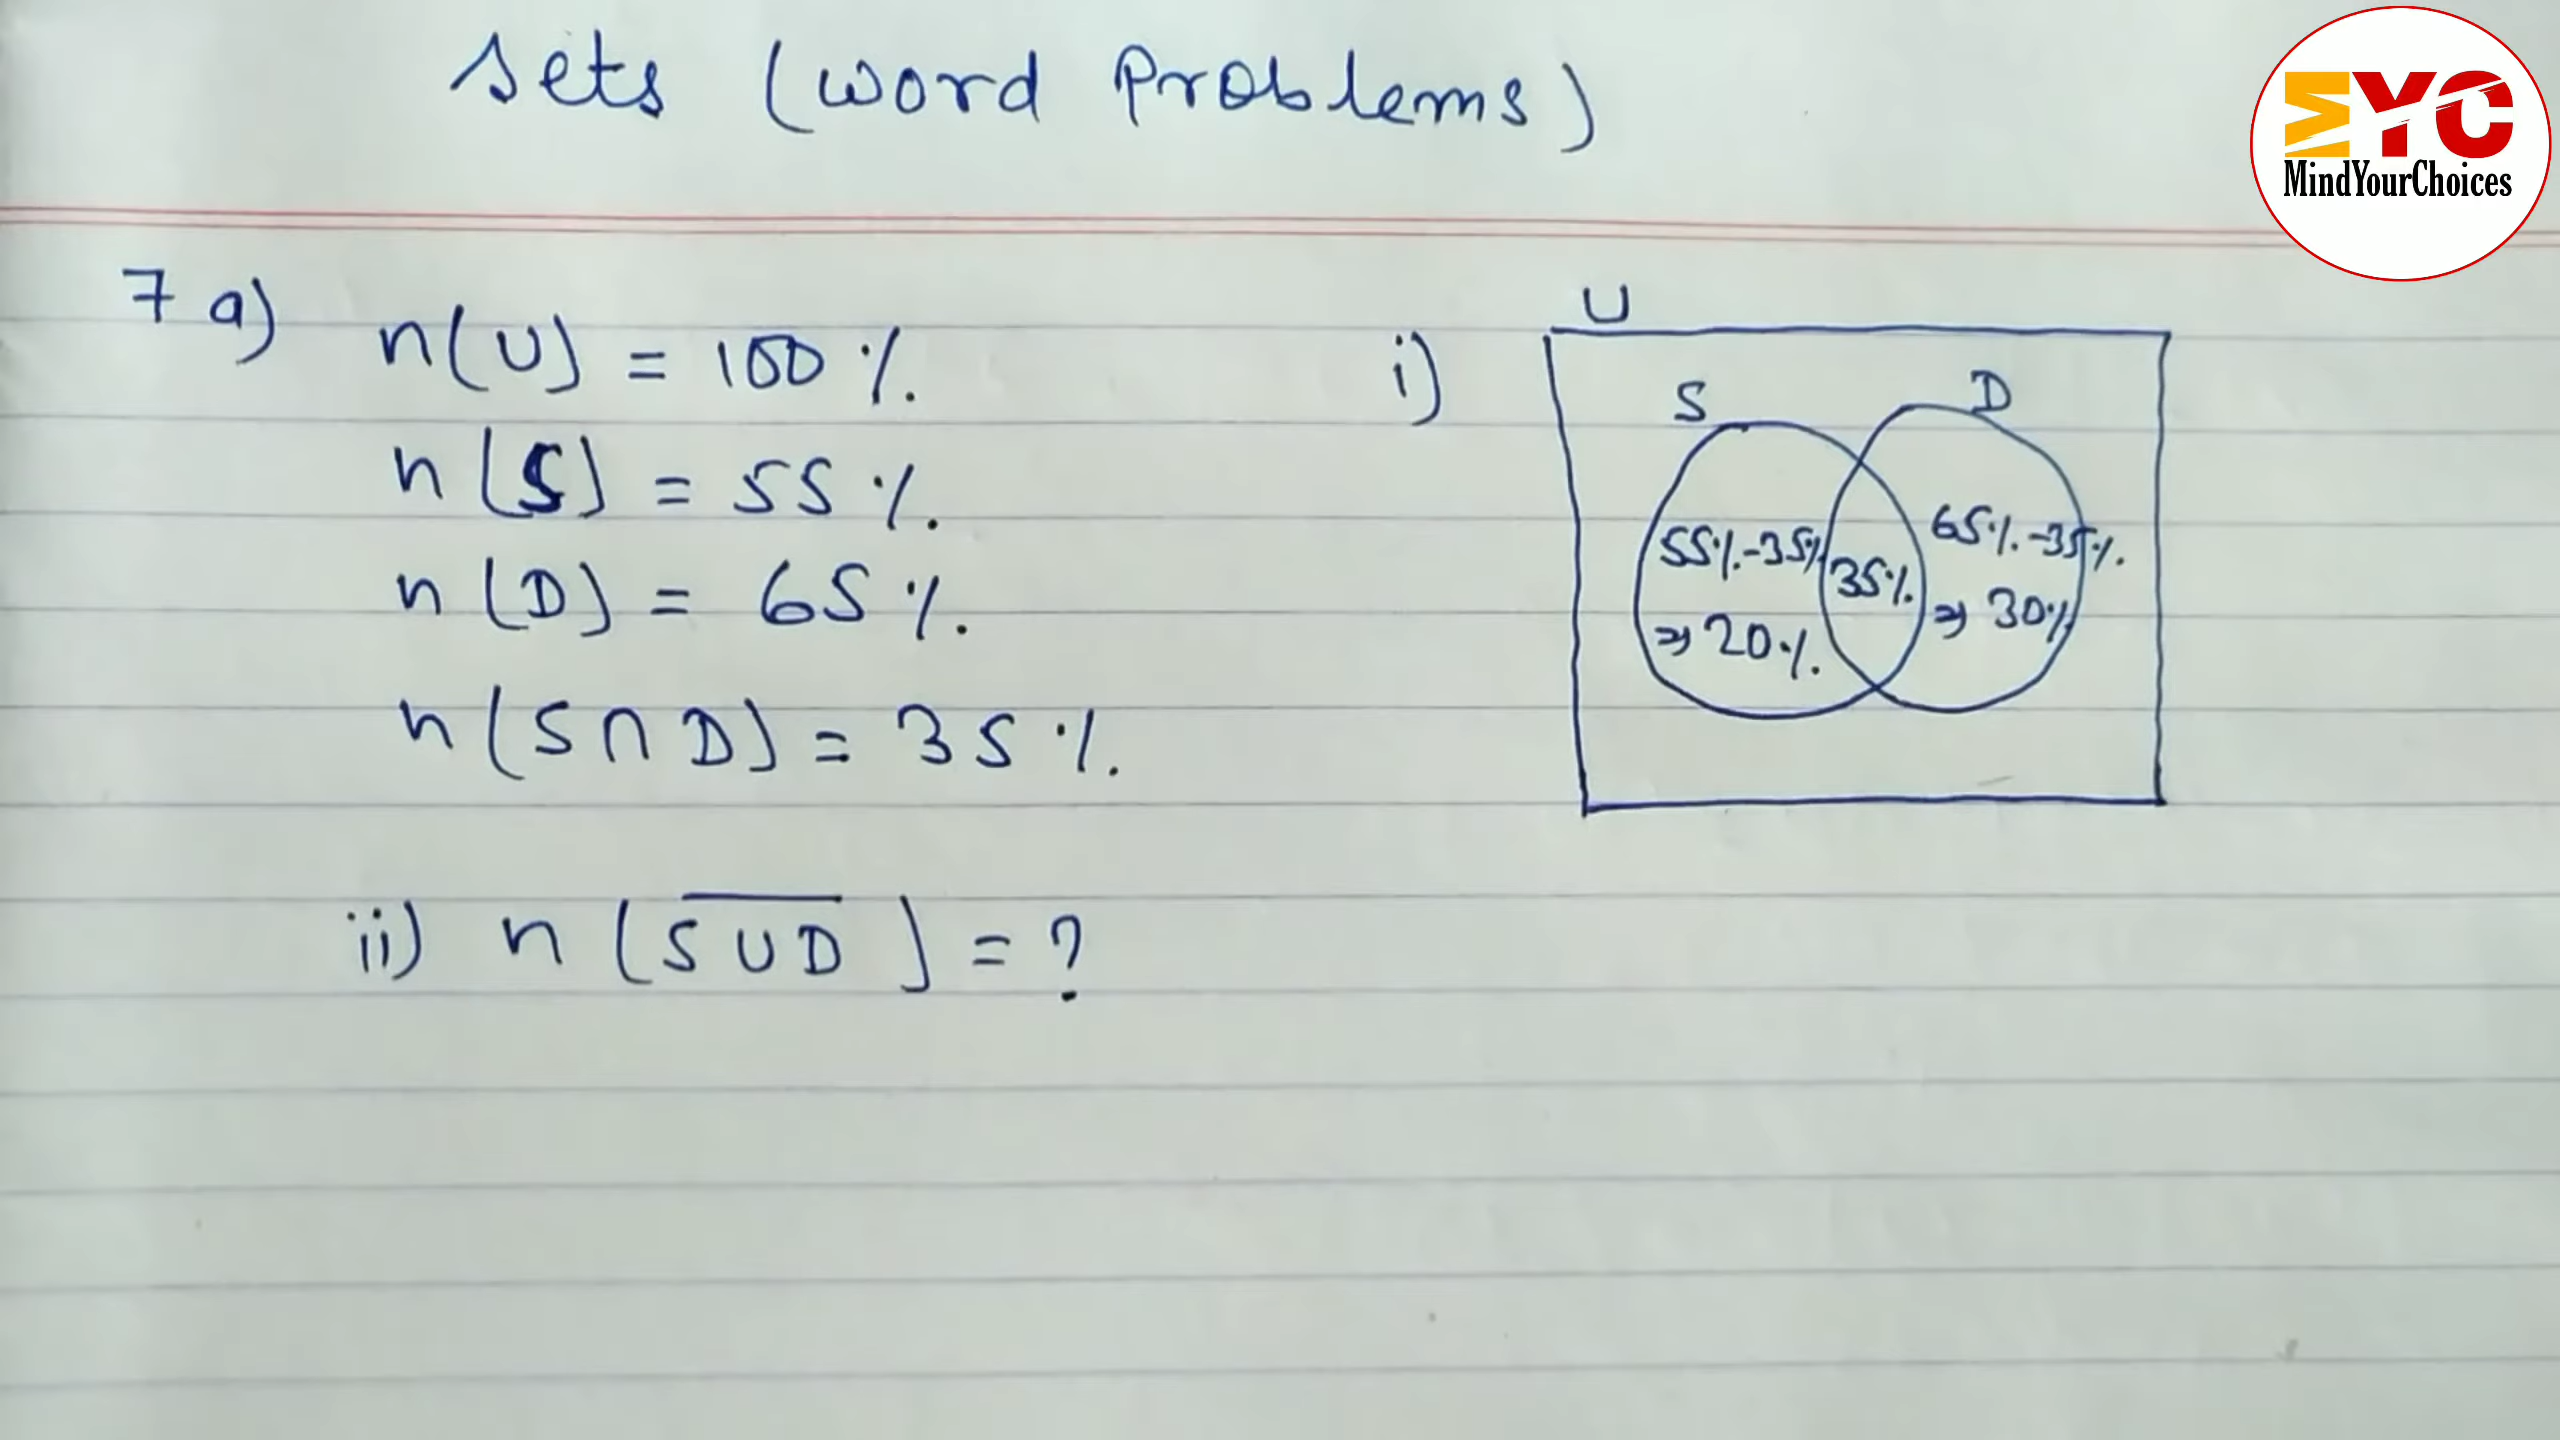 Sets (word Problems)
MYC
MindYourChoices
7 a)
n(U) = 100 %.
n(S) = 55 %.
n(D) = 65 %.
n(S∩D) = 35 %.
i)
U
S D
55%-35% 35% 65%-35%
⇒ 20% ⇒ 30%
ii) n(S̅ ̅U̅ ̅D̅) = ?